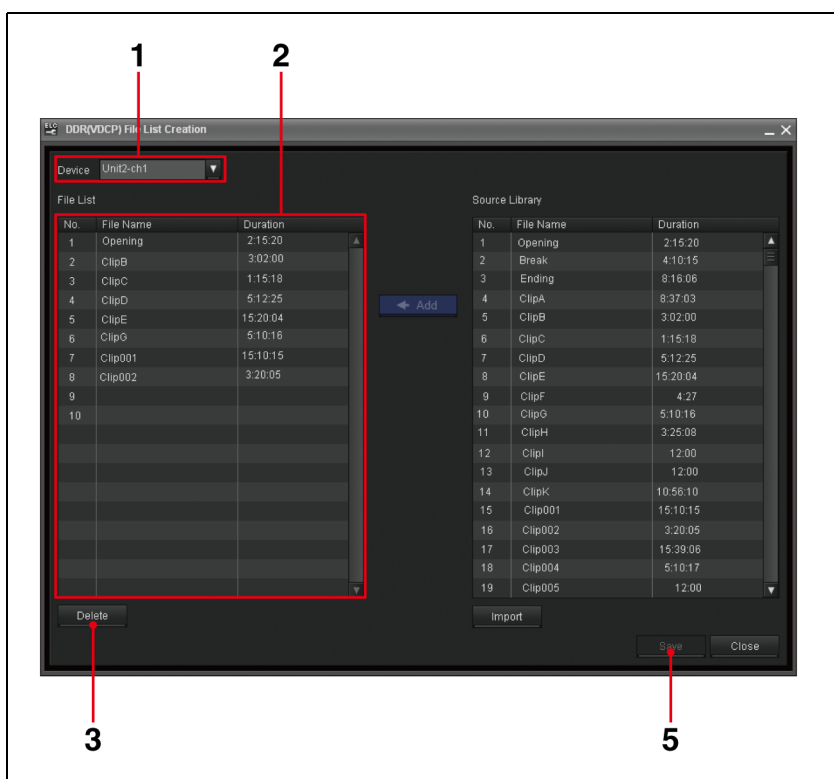 1 2
ELC DDR(VDCP) File List Creation
Device Unit2-ch1
File List
No. File Name Duration
1 Opening 2:15:20
2 ClipB 3:02:00
3 ClipC 1:15:18
4 ClipD 5:12:25
5 ClipE 15:20:04
6 ClipG 5:10:16
7 Clip001 15:10:15
8 Clip002 3:20:05
9
10
Delete
Add
Source Library
No. File Name Duration
1 Opening 2:15:20
2 Break 4:10:15
3 Ending 8:16:06
4 ClipA 8:37:03
5 ClipB 3:02:00
6 ClipC 1:15:18
7 ClipD 5:12:25
8 ClipE 15:20:04
9 ClipF 4:27
10 ClipG 5:10:16
11 ClipH 3:25:08
12 ClipI 12:00
13 ClipJ 12:00
14 ClipK 10:56:10
15 Clip001 15:10:15
16 Clip002 3:20:05
17 Clip003 15:39:06
18 Clip004 5:10:17
19 Clip005 12:00
Import
Save Close
3 5